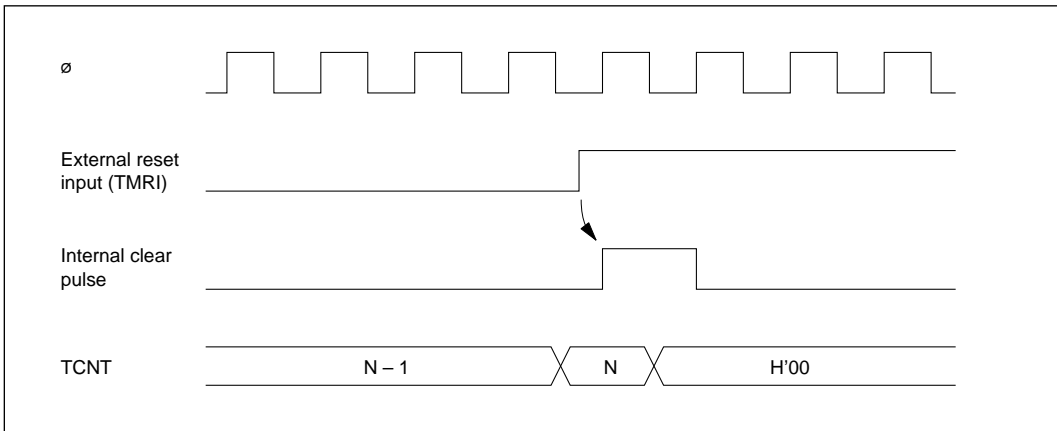 ø
External reset
input (TMRI)
Internal clear
pulse
TCNT
N – 1
N
H'00